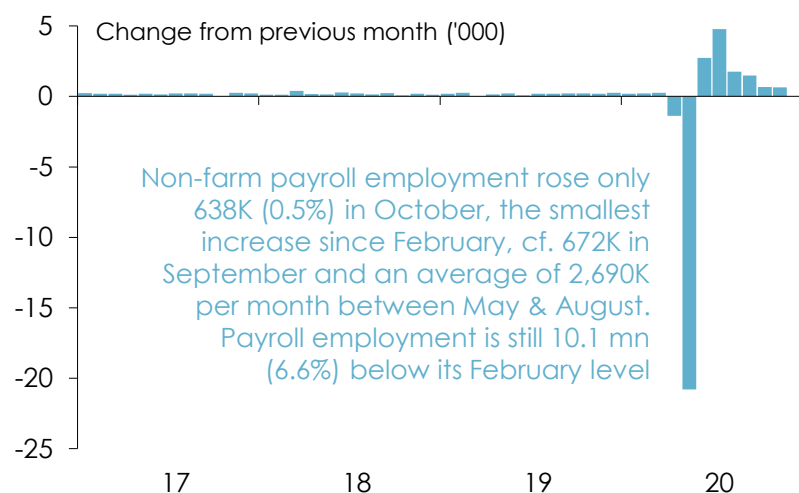 Change from previous month ('000)
5
0
-5
-10
-15
-20
-25
Non-farm payroll employment rose only
638K (0.5%) in October, the smallest
increase since February, cf. 672K in
September and an average of 2,690K
per month between May & August.
Payroll employment is still 10.1 mn
(6.6%) below its February level
17 18 19 20